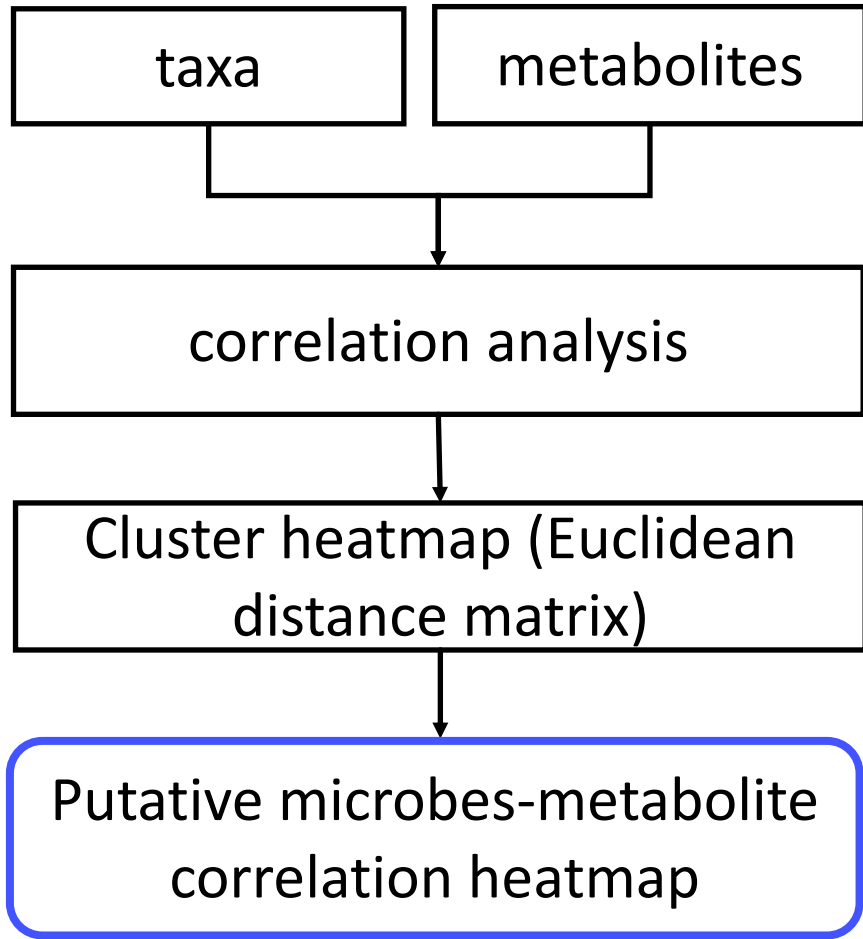 taxa
metabolites
correlation analysis
Cluster heatmap (Euclidean
distance matrix)
Putative microbes-metabolite
correlation heatmap